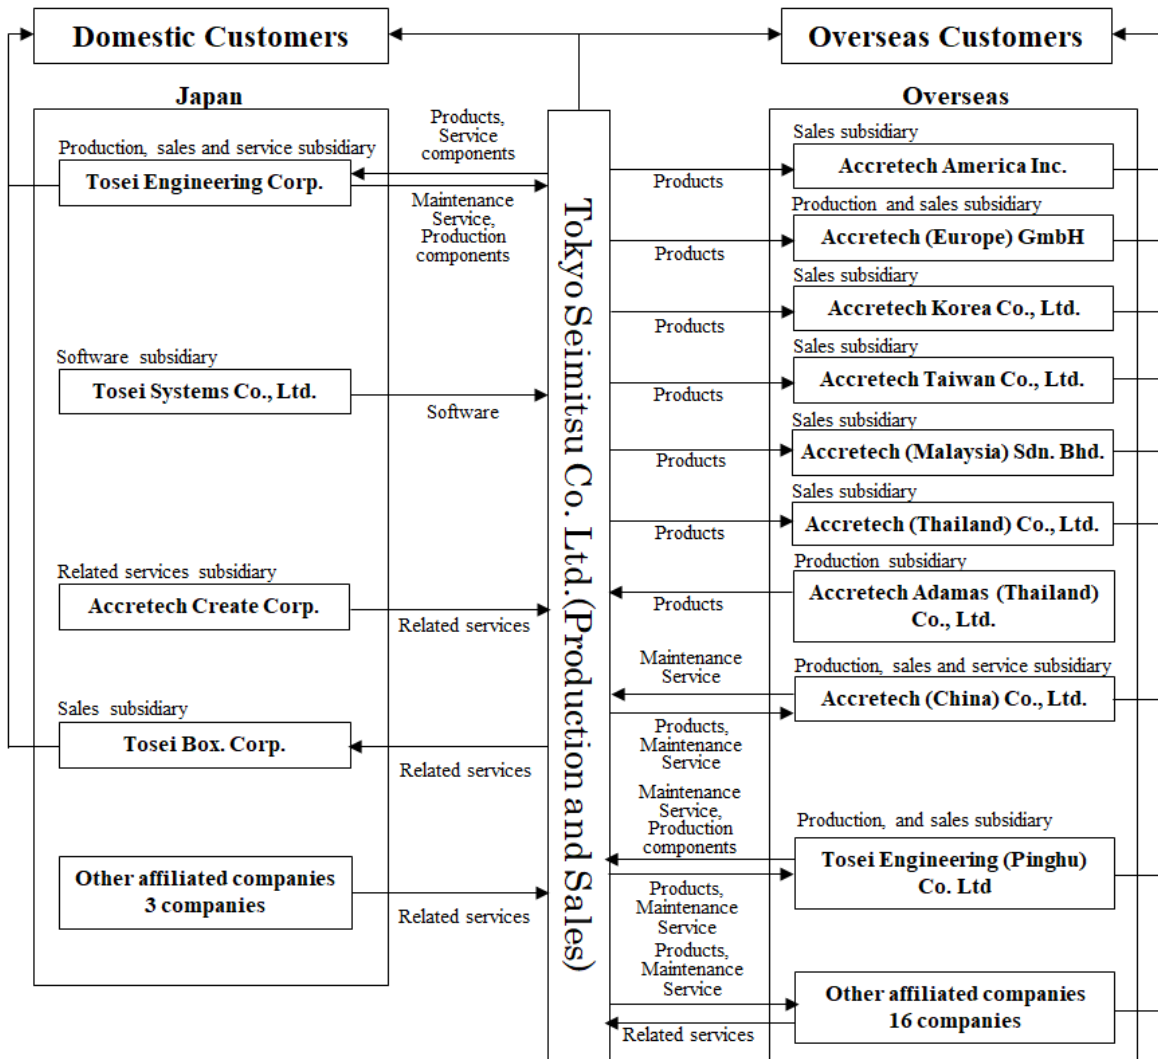 Domestic Customers
Overseas Customers
Japan
Production, sales and service subsidiary
Tosei Engineering Corp.
Products,
Service
components
Maintenance
Service,
Production
components
Software subsidiary
Tosei Systems Co., Ltd.
Software
Related services subsidiary
Accretech Create Corp.
Related services
Sales subsidiary
Tosei Box. Corp.
Related services
Other affiliated companies
3 companies
Related services
Tokyo Seimitsu Co. Ltd.(Production and Sales)
Overseas
Sales subsidiary
Accretech America Inc.
Products
Production and sales subsidiary
Accretech (Europe) GmbH
Products
Sales subsidiary
Accretech Korea Co., Ltd.
Products
Sales subsidiary
Accretech Taiwan Co., Ltd.
Products
Sales subsidiary
Accretech (Malaysia) Sdn. Bhd.
Products
Sales subsidiary
Accretech (Thailand) Co., Ltd.
Products
Production subsidiary
Accretech Adamas (Thailand)
Co., Ltd.
Products
Maintenance
Service
Production, sales and service subsidiary
Accretech (China) Co., Ltd.
Products,
Maintenance
Service
Maintenance
Service,
Production
components
Production, and sales subsidiary
Tosei Engineering (Pinghu)
Co. Ltd
Products,
Maintenance
Service
Products,
Maintenance
Service
Other affiliated companies
16 companies
Related services